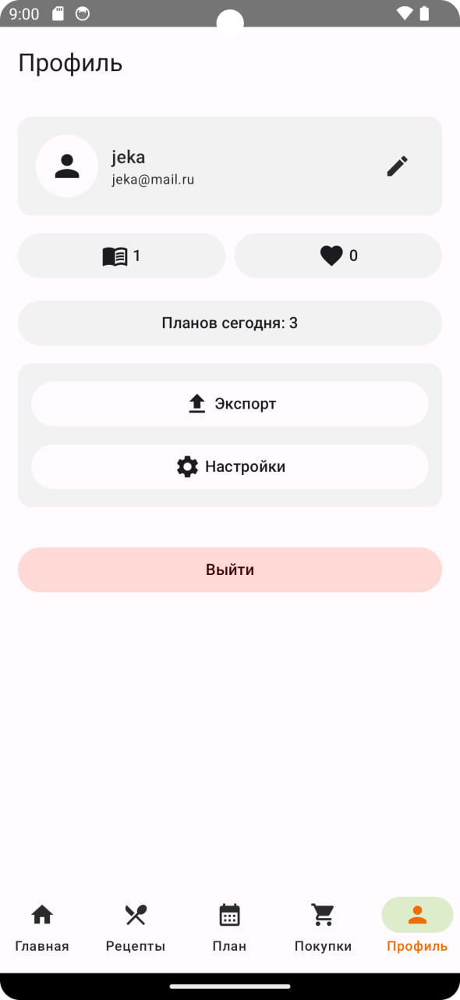 9:00
Профиль
jeka
jeka@mail.ru
1
0
Планов сегодня: 3
Экспорт
Настройки
Выйти
Главная
Рецепты
План
Покупки
Профиль